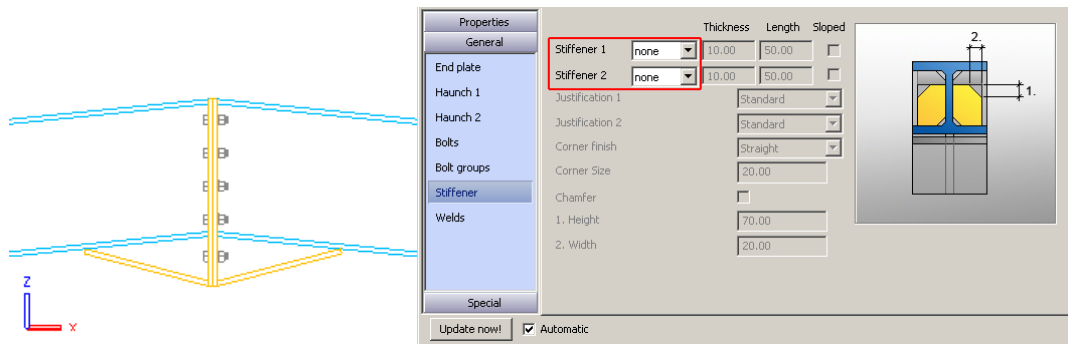 Z
X
Properties
General
End plate
Haunch 1
Haunch 2
Bolts
Bolt groups
Stiffener
Welds
Special
Thickness Length Sloped
Stiffener 1 none 10.00 50.00
Stiffener 2 none 10.00 50.00
Justification 1 Standard
Justification 2 Standard
Corner finish Straight
Corner Size 20.00
Chamfer
1. Height 70.00
2. Width 20.00
2.
1.
Update now! Automatic